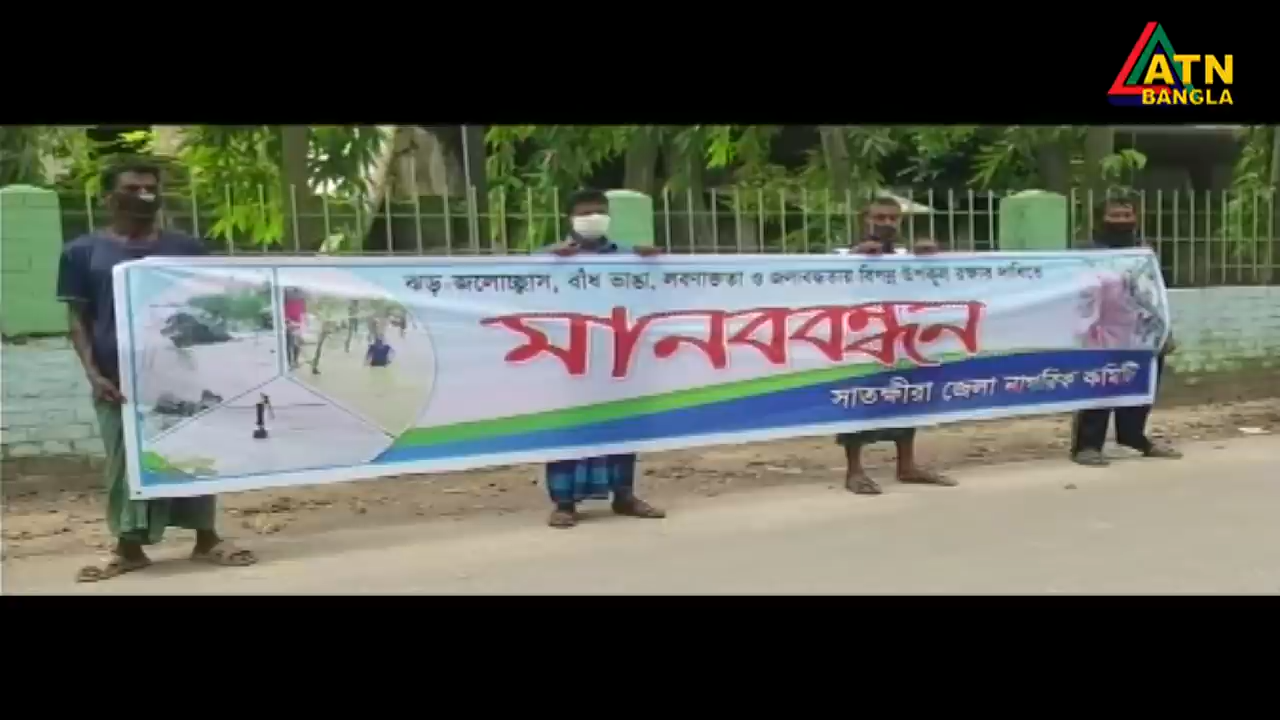 ATN
BANGLA
ঝড় জলোচ্ছ্বাস, বাঁধ ভাঙা, লবণাক্ততা ও জলাবদ্ধতায় বিপন্ন উপকূল রক্ষার দাবিতে
মানববন্ধন
সাতক্ষীরা জেলা নাগরিক কমিটি